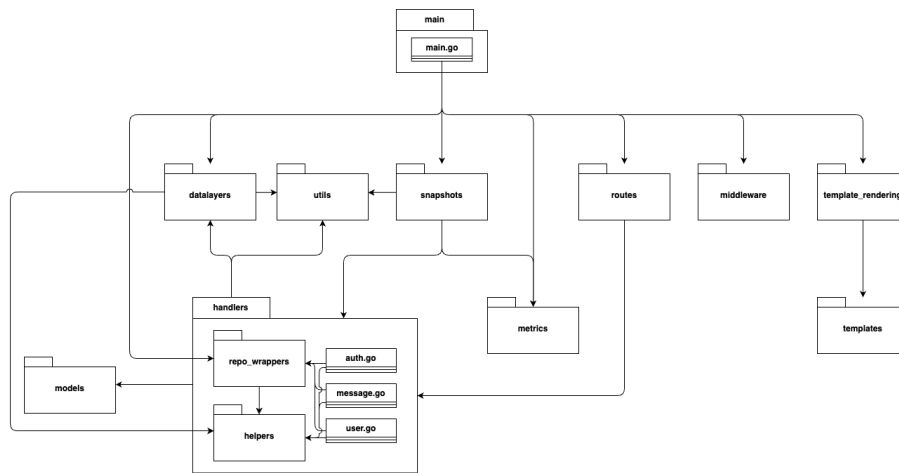 main
main.go
datalayers
utils
snapshots
routes
middleware
template_rendering
handlers
metrics
templates
repo_wrappers
auth.go
models
message.go
user.go
helpers